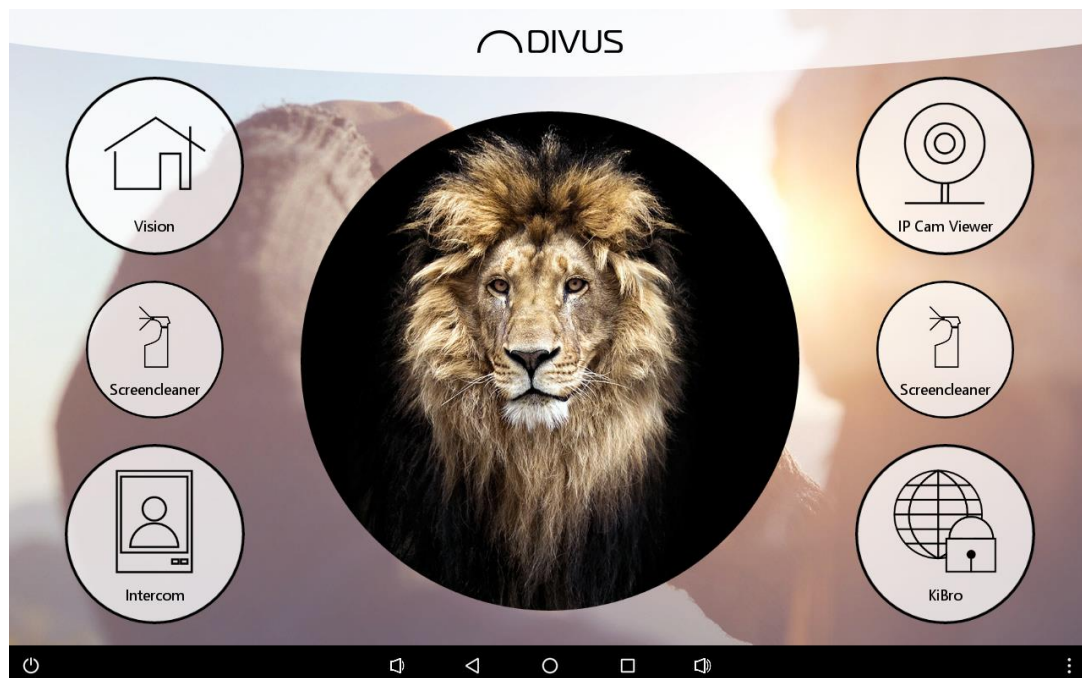 DIVUS
Vision
IP Cam Viewer
Screencleaner
Screencleaner
Intercom
KiBro